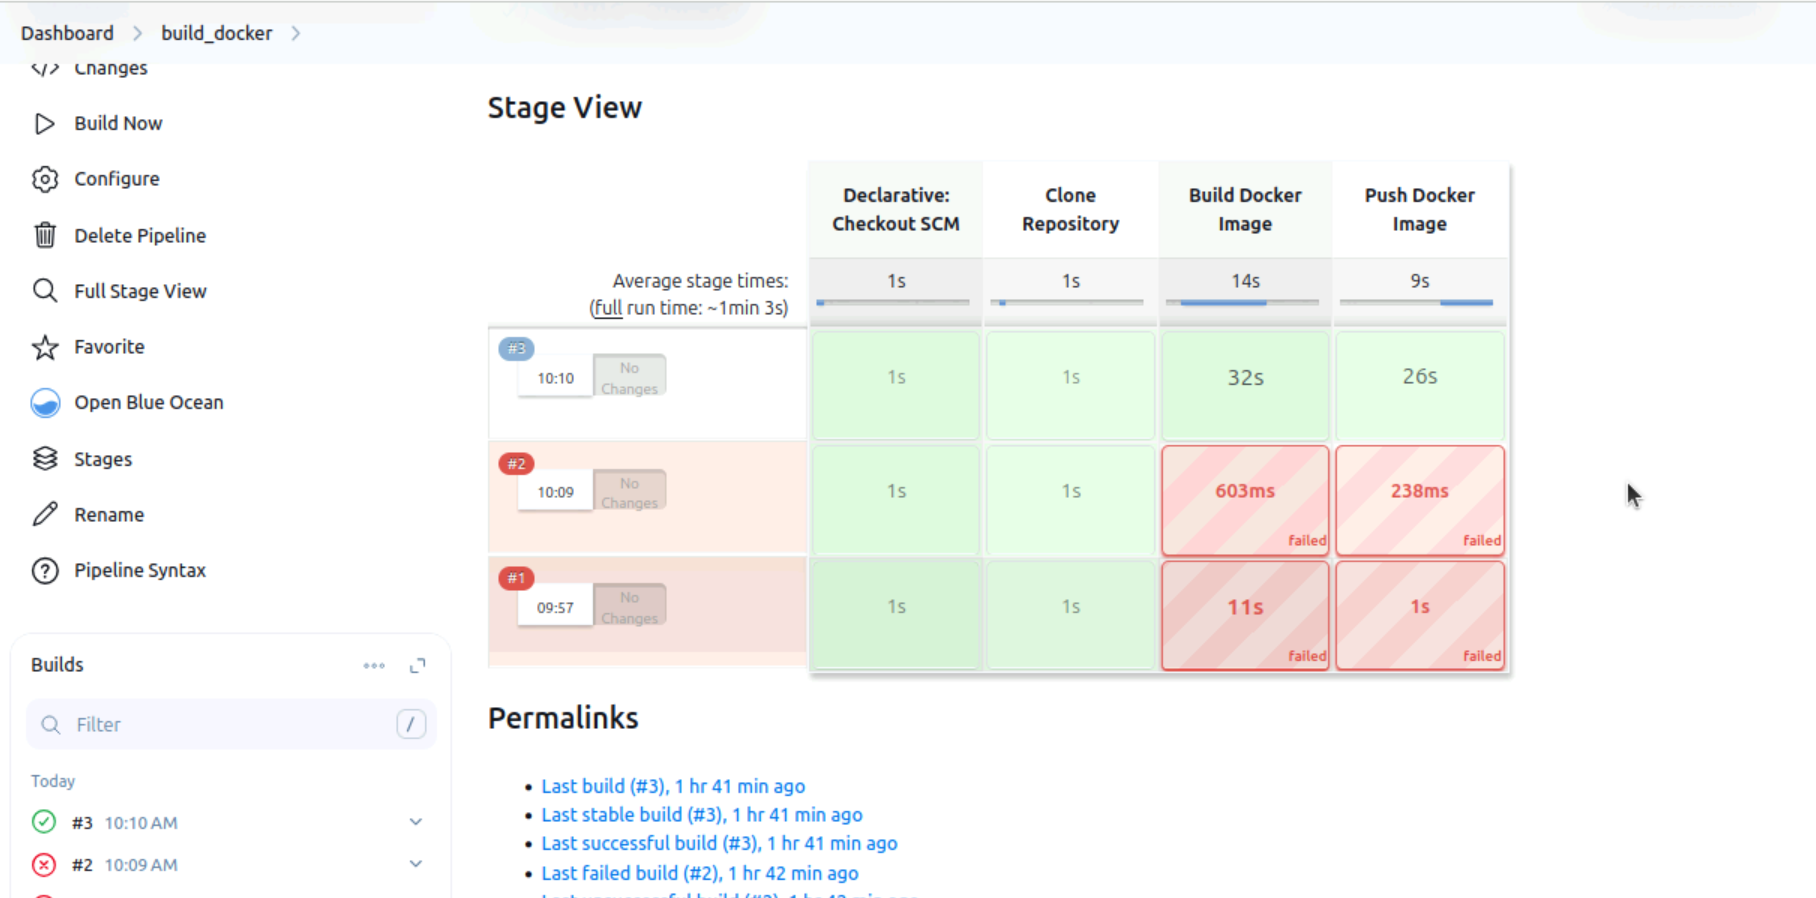 Dashboard > build_docker >
Changes
Build Now
Configure
Delete Pipeline
Full Stage View
Favorite
Open Blue Ocean
Stages
Rename
Pipeline Syntax
Builds
Filter /
Today
#3 10:10 AM
#2 10:09 AM
Stage View
Declarative: Checkout SCM
Clone Repository
Build Docker Image
Push Docker Image
Average stage times:
(full run time: ~1min 3s)
1s 1s 14s 9s
#3
10:10 No Changes
1s 1s 32s 26s
#2
10:09 No Changes
1s 1s 603ms failed 238ms failed
#1
09:57 No Changes
1s 1s 11s failed 1s failed
Permalinks
Last build (#3), 1 hr 41 min ago
Last stable build (#3), 1 hr 41 min ago
Last successful build (#3), 1 hr 41 min ago
Last failed build (#2), 1 hr 42 min ago